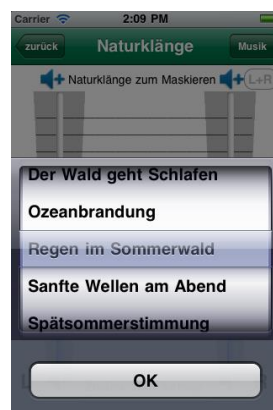 Carrier 2:09 PM
zurück Naturklänge Musik
Naturklänge zum Maskieren L+R
Der Wald geht Schlafen
Ozeanbrandung
Regen im Sommerwald
Sanfte Wellen am Abend
Spätsommerstimmung
OK